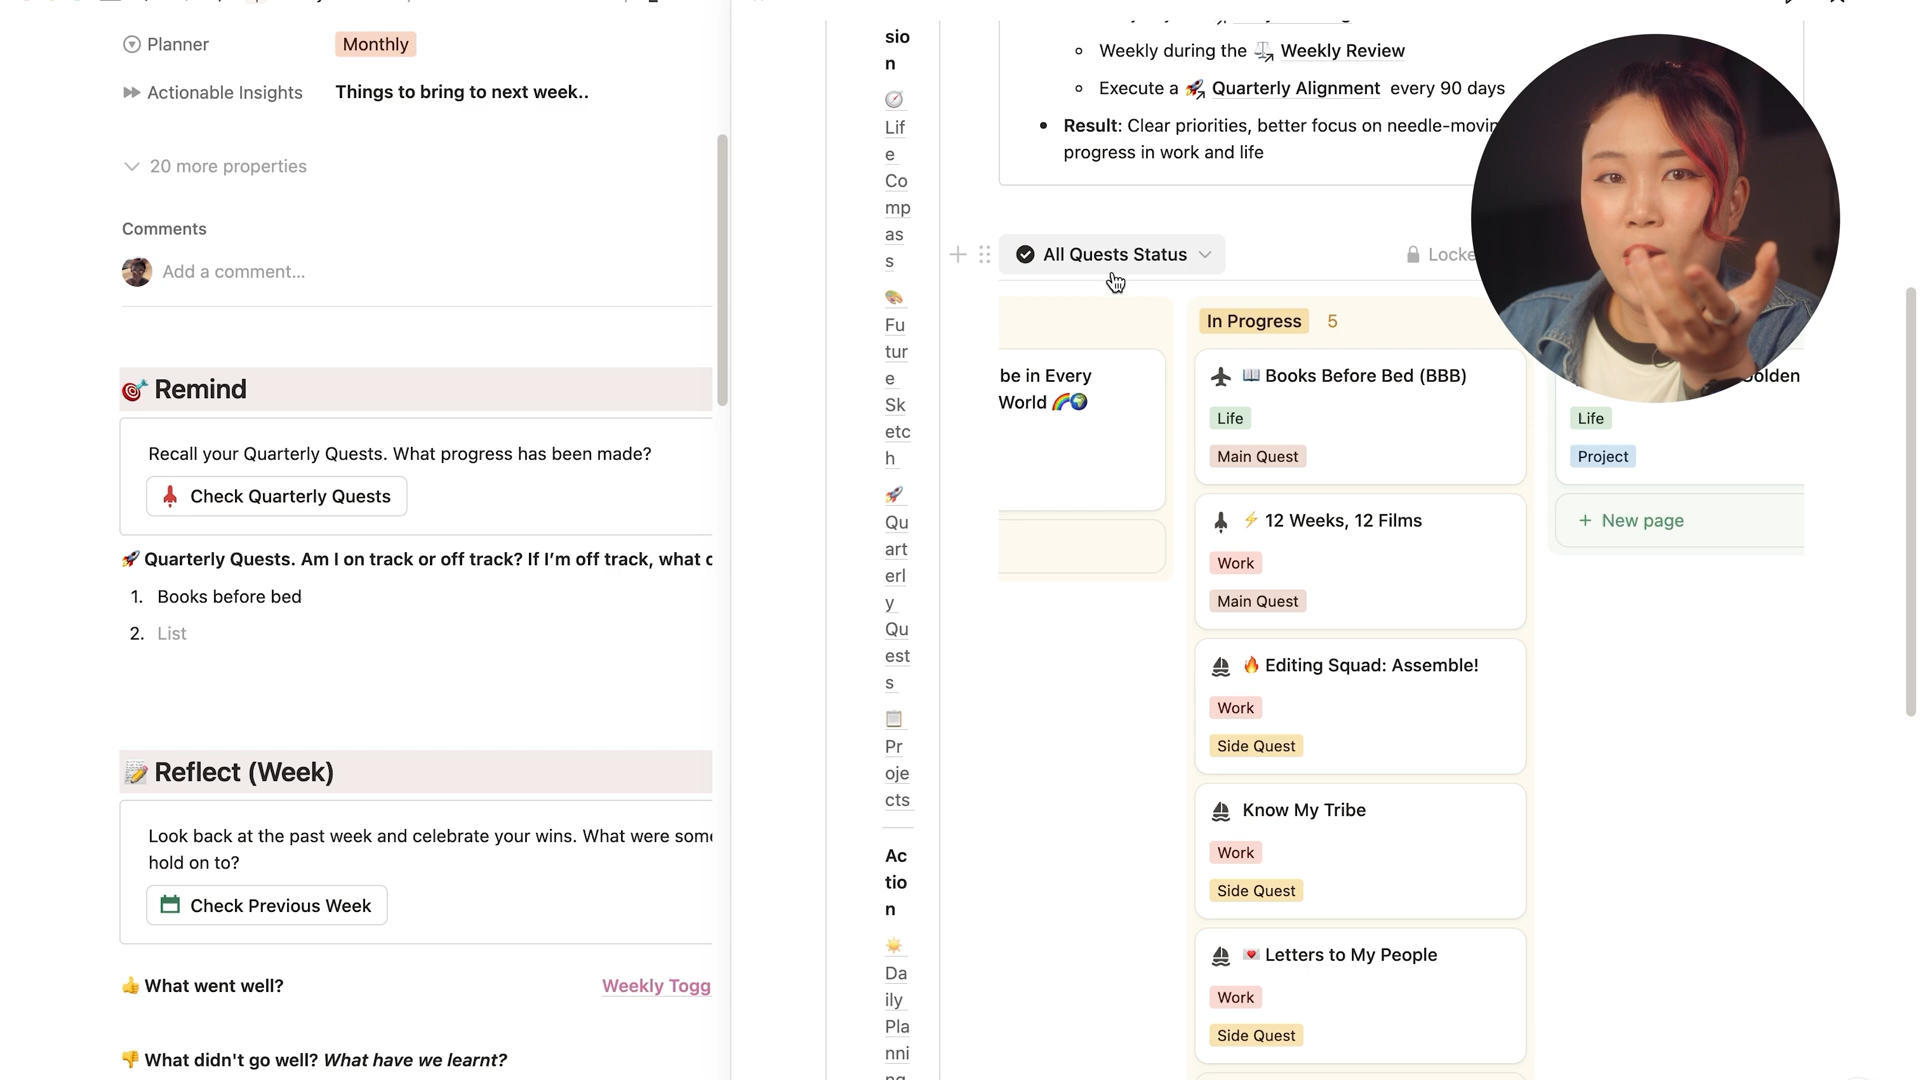 Planner
Monthly
Actionable Insights
Things to bring to next week..
20 more properties
Comments
Add a comment...
Remind
Recall your Quarterly Quests. What progress has been made?
Check Quarterly Quests
Quarterly Quests. Am I on track or off track? If I'm off track, what
1. Books before bed
2. List
Reflect (Week)
Look back at the past week and celebrate your wins. What were som
hold on to?
Check Previous Week
What went well?
Weekly Togg
What didn't go well? What have we learnt?
sio
n
Lif
e
Co
mp
as
s
Fu
tur
e
Sk
etc
h
Qu
art
erl
y
Qu
est
s
Pr
oje
cts
Ac
tio
n
Da
ily
Pla
nni
Weekly during the Weekly Review
Execute a Quarterly Alignment every 90 days
Result: Clear priorities, better focus on needle-movin
progress in work and life
All Quests Status
Locke
be in Every
World
In Progress 5
Books Before Bed (BBB)
Life
Main Quest
12 Weeks, 12 Films
Work
Main Quest
Editing Squad: Assemble!
Work
Side Quest
Know My Tribe
Work
Side Quest
Letters to My People
Work
Side Quest
olden
Life
Project
+ New page